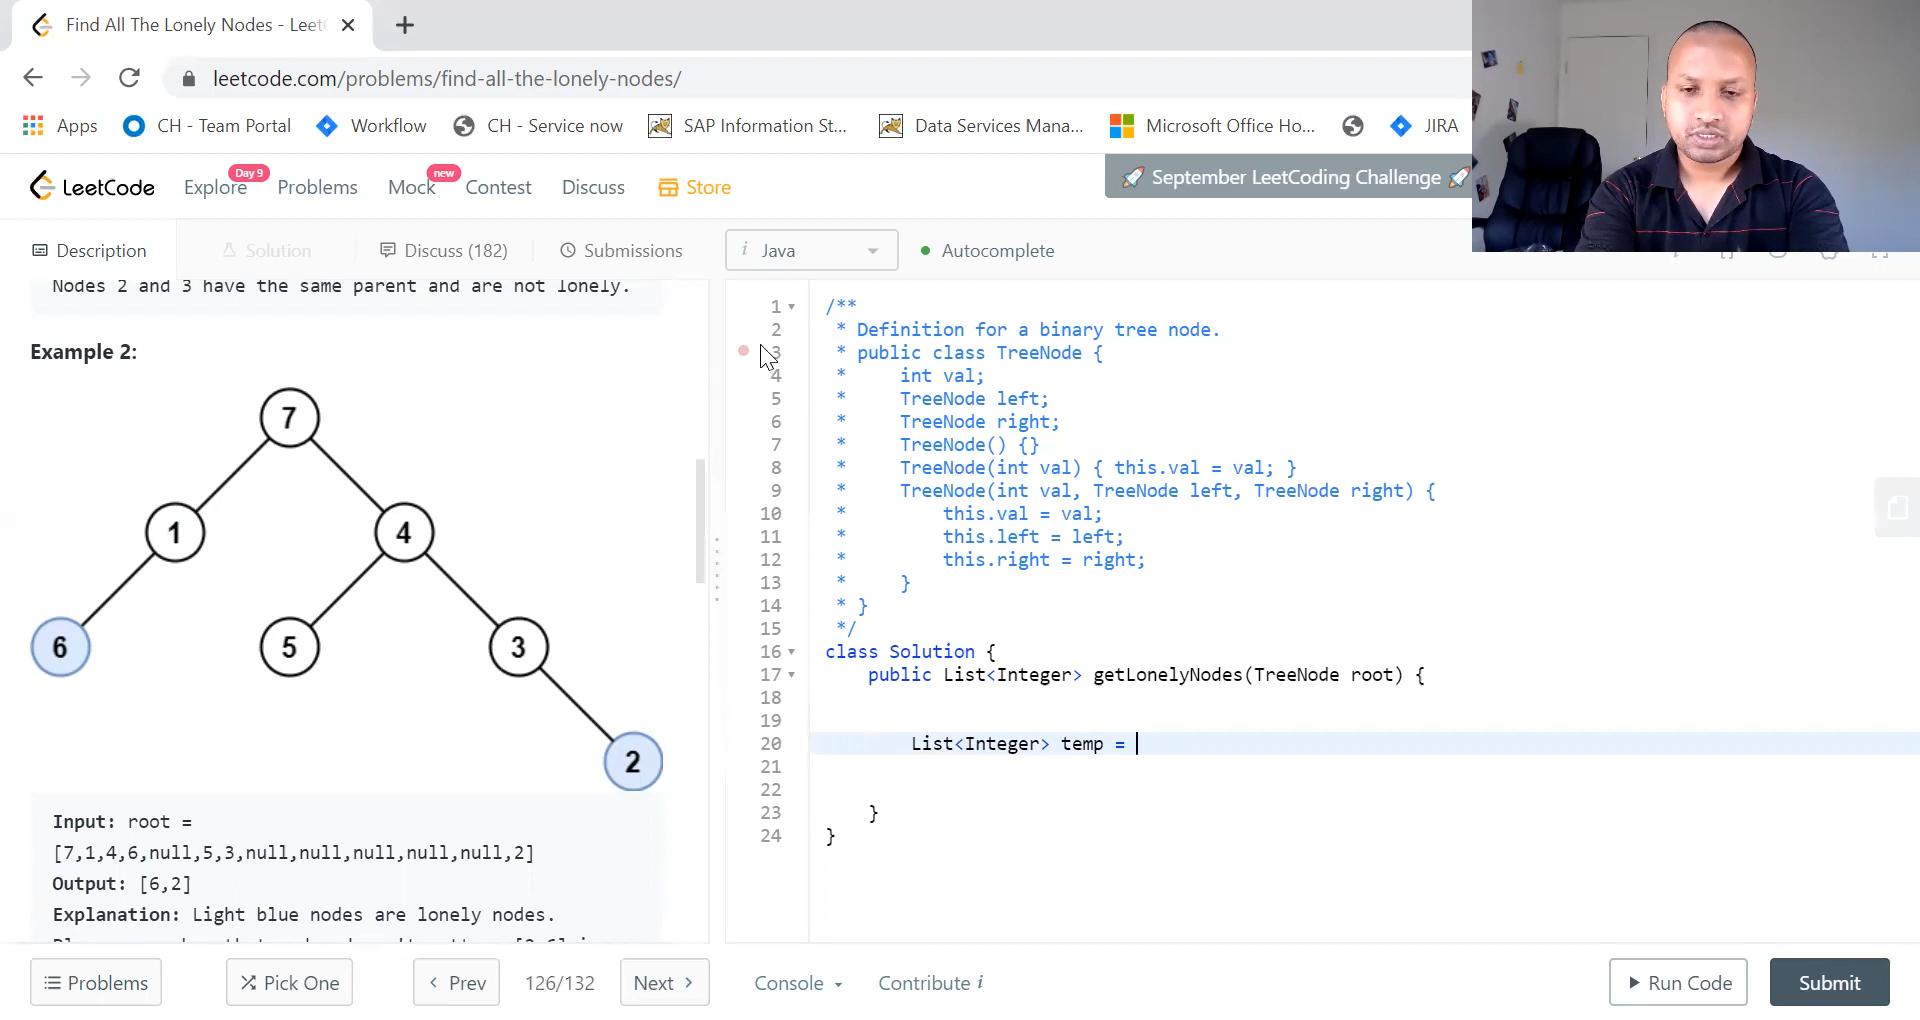 Find All The Lonely Nodes - Leet
leetcode.com/problems/find-all-the-lonely-nodes/
Apps CH - Team Portal Workflow CH - Service now SAP Information St... Data Services Mana... Microsoft Office Ho... JIRA
LeetCode Explore Day 9 Problems Mock new Contest Discuss Store September LeetCoding Challenge
Description Solution Discuss (182) Submissions i Java Autocomplete
Nodes 2 and 3 have the same parent and are not lonely.
Example 2:
7
1 4
6 5 3
2
Input: root =
[7,1,4,6,null,5,3,null,null,null,null,null,2]
Output: [6,2]
Explanation: Light blue nodes are lonely nodes.
1 /**
2 * Definition for a binary tree node.
3 * public class TreeNode {
4 * int val;
5 * TreeNode left;
6 * TreeNode right;
7 * TreeNode() {}
8 * TreeNode(int val) { this.val = val; }
9 * TreeNode(int val, TreeNode left, TreeNode right) {
10 * this.val = val;
11 * this.left = left;
12 * this.right = right;
13 * }
14 * }
15 */
16 class Solution {
17 public List<Integer> getLonelyNodes(TreeNode root) {
18
19
20 List<Integer> temp =
21
22
23 }
24 }
Problems Pick One Prev 126/132 Next Console Contribute i Run Code Submit